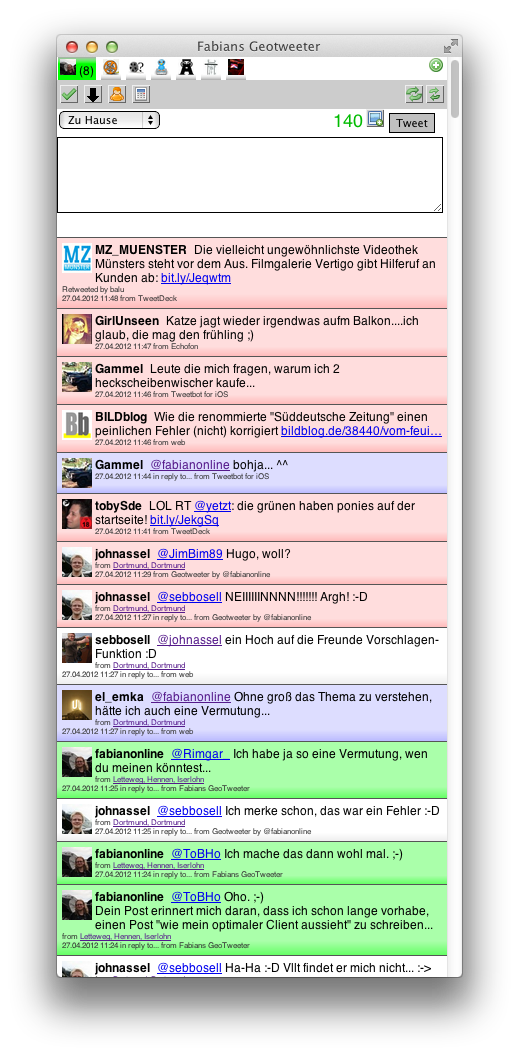 Fabians Geotweeter
(8)
Zu Hause
140
Tweet
MZ_MUENSTER Die vielleicht ungewöhnlichste Videothek
Münsters steht vor dem Aus. Filmgalerie Vertigo gibt Hilferuf an
Kunden ab: bit.ly/Jeqwtm
Retweeted by balu
27.04.2012 11:48 from TweetDeck
GirlUnseen Katze jagt wieder irgendwas aufm Balkon....ich
glaub, die mag den frühling ;)
27.04.2012 11:47 from Echofon
Gammel Leute die mich fragen, warum ich 2
heckscheibenwischer kaufe...
27.04.2012 11:46 from Tweetbot for iOS
BILDblog Wie die renommierte "Süddeutsche Zeitung" einen
peinlichen Fehler (nicht) korrigiert bildblog.de/38440/vom-feui…
27.04.2012 11:46 from web
Gammel @fabianonline bohja... ^^
27.04.2012 11:44 in reply to... from Tweetbot for iOS
tobySde LOL RT @yetzt: die grünen haben ponies auf der
startseite! bit.ly/JekgSq
27.04.2012 11:41 from TweetDeck
johnassel @JimBim89 Hugo, woll?
from Dortmund, Dortmund
27.04.2012 11:29 from Geotweeter by @fabianonline
johnassel @sebbosell NEIIIIIINNNN!!!!!!! Argh! :-D
from Dortmund, Dortmund
27.04.2012 11:27 in reply to... from Geotweeter by @fabianonline
sebbosell @johnassel ein Hoch auf die Freunde Vorschlagen-
Funktion :D
from Dortmund, Dortmund
27.04.2012 11:27 in reply to... from web
el_emka @fabianonline Ohne groß das Thema zu verstehen,
hätte ich auch eine Vermutung...
from Dortmund, Dortmund
27.04.2012 11:27 in reply to... from web
fabianonline @Rimgar_ Ich habe ja so eine Vermutung, wen
du meinen könntest...
from Letteweg, Hennen, Iserlohn
27.04.2012 11:25 in reply to... from Fabians GeoTweeter
johnassel @sebbosell Ich merke schon, das war ein Fehler :-D
from Dortmund, Dortmund
27.04.2012 11:25 in reply to... from Geotweeter by @fabianonline
fabianonline @ToBHo Ich mache das dann wohl mal. ;-)
from Letteweg, Hennen, Iserlohn
27.04.2012 11:24 in reply to... from Fabians GeoTweeter
fabianonline @ToBHo Oho. ;-)
Dein Post erinnert mich daran, dass ich schon lange vorhabe,
einen Post "wie mein optimaler Client aussieht" zu schreiben...
from Letteweg, Hennen, Iserlohn
27.04.2012 11:24 in reply to... from Fabians GeoTweeter
johnassel @sebbosell Ha-Ha :-D Vllt findet er mich nicht... :->